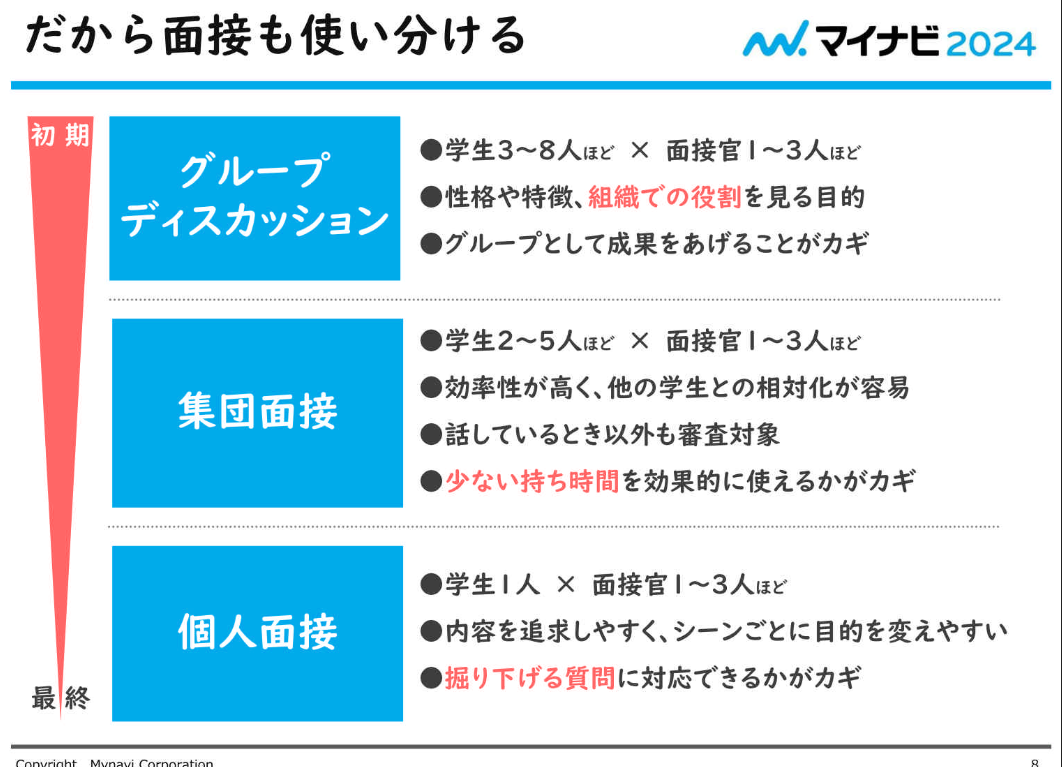 だから面接も使い分ける
マイナビ2024
初期
グループ
ディスカッション
●学生3〜8人ほど × 面接官1〜3人ほど
●性格や特徴、組織での役割を見る目的
●グループとして成果をあげることがカギ
集団面接
●学生2〜5人ほど × 面接官1〜3人ほど
●効率性が高く、他の学生との相対化が容易
●話しているとき以外も審査対象
●少ない持ち時間を効果的に使えるかがカギ
個人面接
●学生1人 × 面接官1〜3人ほど
●内容を追求しやすく、シーンごとに目的を変えやすい
●掘り下げる質問に対応できるかがカギ
最終
Copyright Mynavi Corporation
8